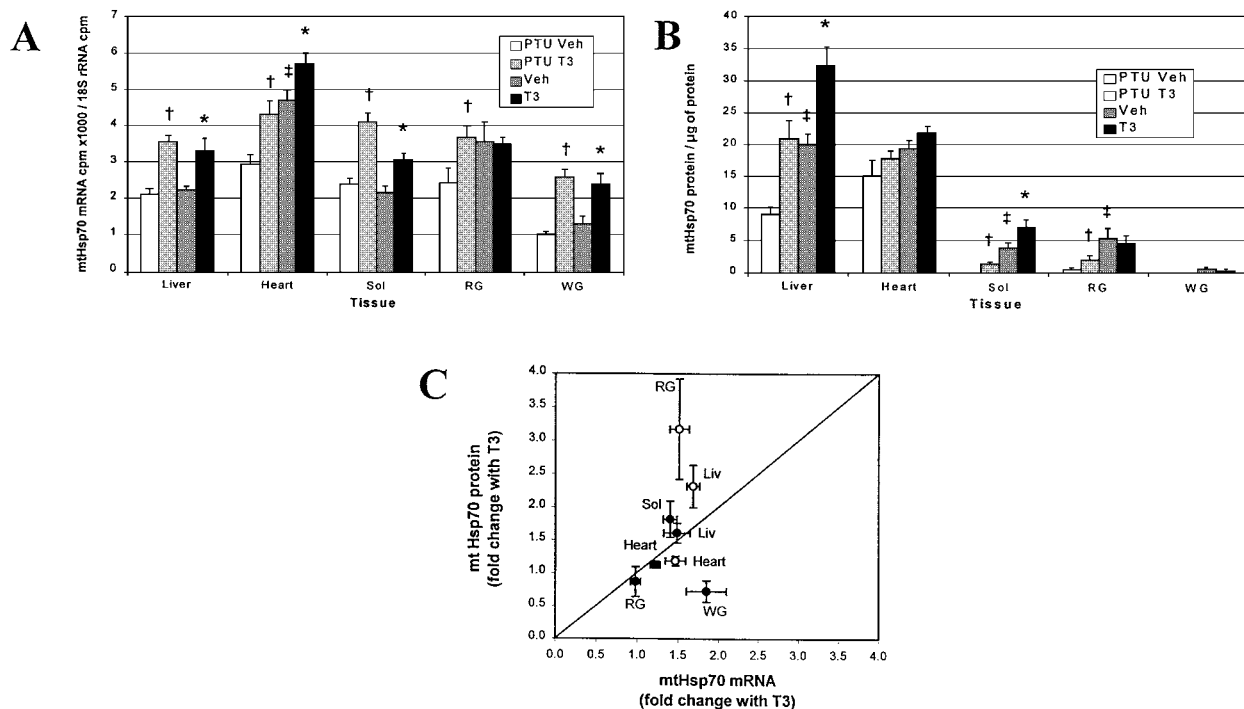 A
mtHsp70 mRNA cpm x1000 / 18S rRNA cpm
7
6
5
4
3
2
1
0
† * † ‡ * † * † † *
PTU Veh
PTU T3
Veh
T3
Liver Heart Sol RG WG
Tissue
B
mtHsp70 protein / µg of protein
40
35
30
25
20
15
10
5
0
† ‡ * † ‡ * † ‡
PTU Veh
PTU T3
Veh
T3
Liver Heart Sol RG WG
Tissue
C
mt Hsp70 protein
(fold change with T3)
4.0
3.5
3.0
2.5
2.0
1.5
1.0
0.5
0.0
RG
Liv
Sol
Liv
Heart
Heart
RG
WG
0.0 0.5 1.0 1.5 2.0 2.5 3.0 3.5 4.0
mtHsp70 mRNA
(fold change with T3)